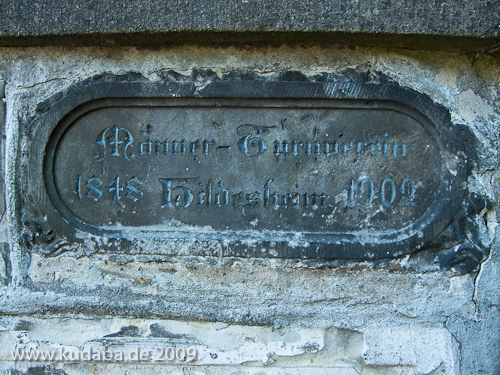 Männer-Turnverein
1848 Hildesheim 1902
www.kudaba.de 2009